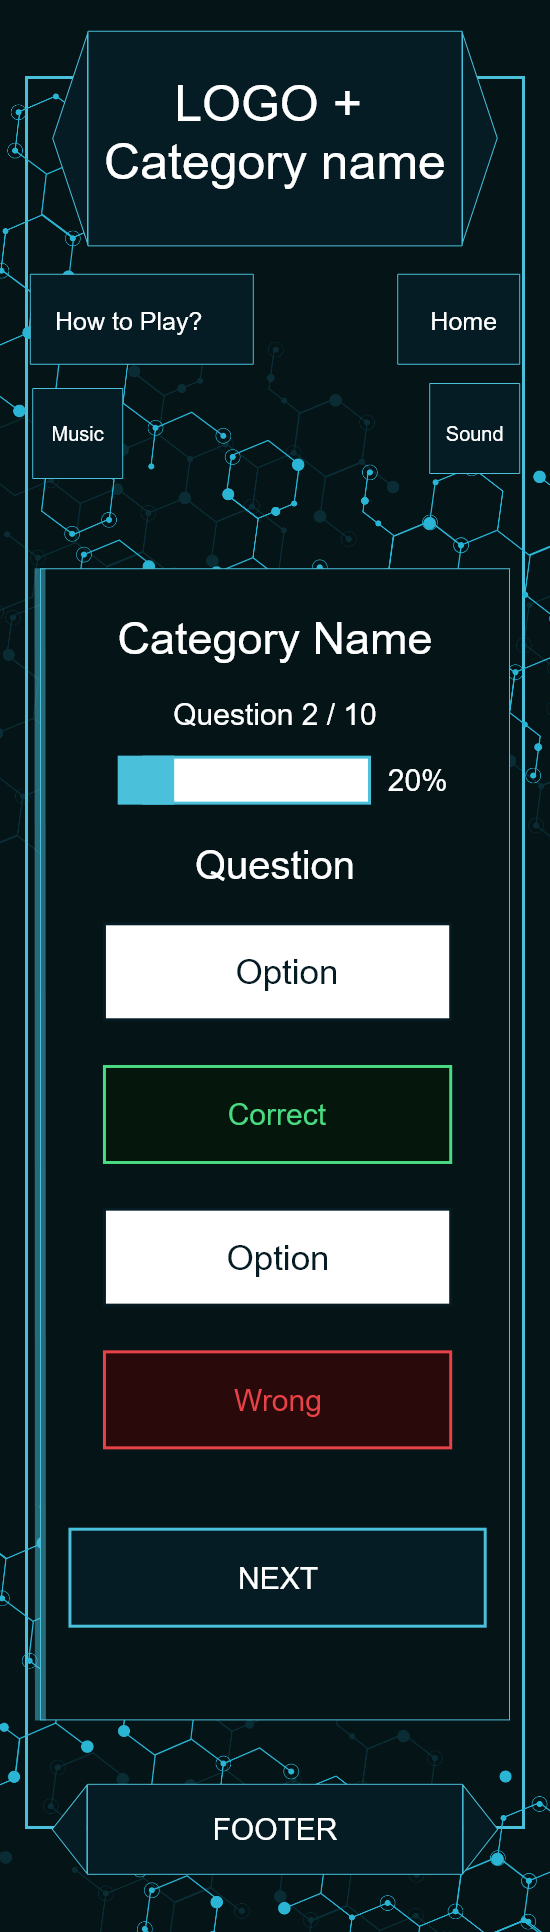 LOGO +
Category name
How to Play?
Home
Music
Sound
Category Name
Question 2 / 10
20%
Question
Option
Correct
Option
Wrong
NEXT
FOOTER